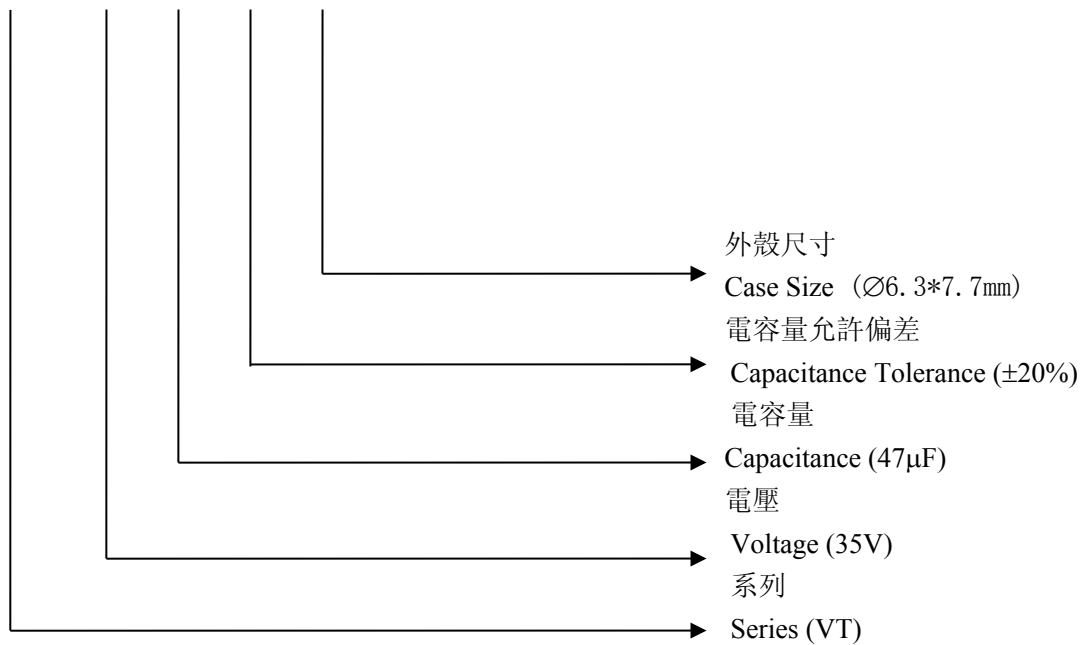 外殼尺寸
Case Size (∅6.3*7.7mm)
電容量允許偏差
Capacitance Tolerance (±20%)
電容量
Capacitance (47μF)
電壓
Voltage (35V)
系列
Series (VT)